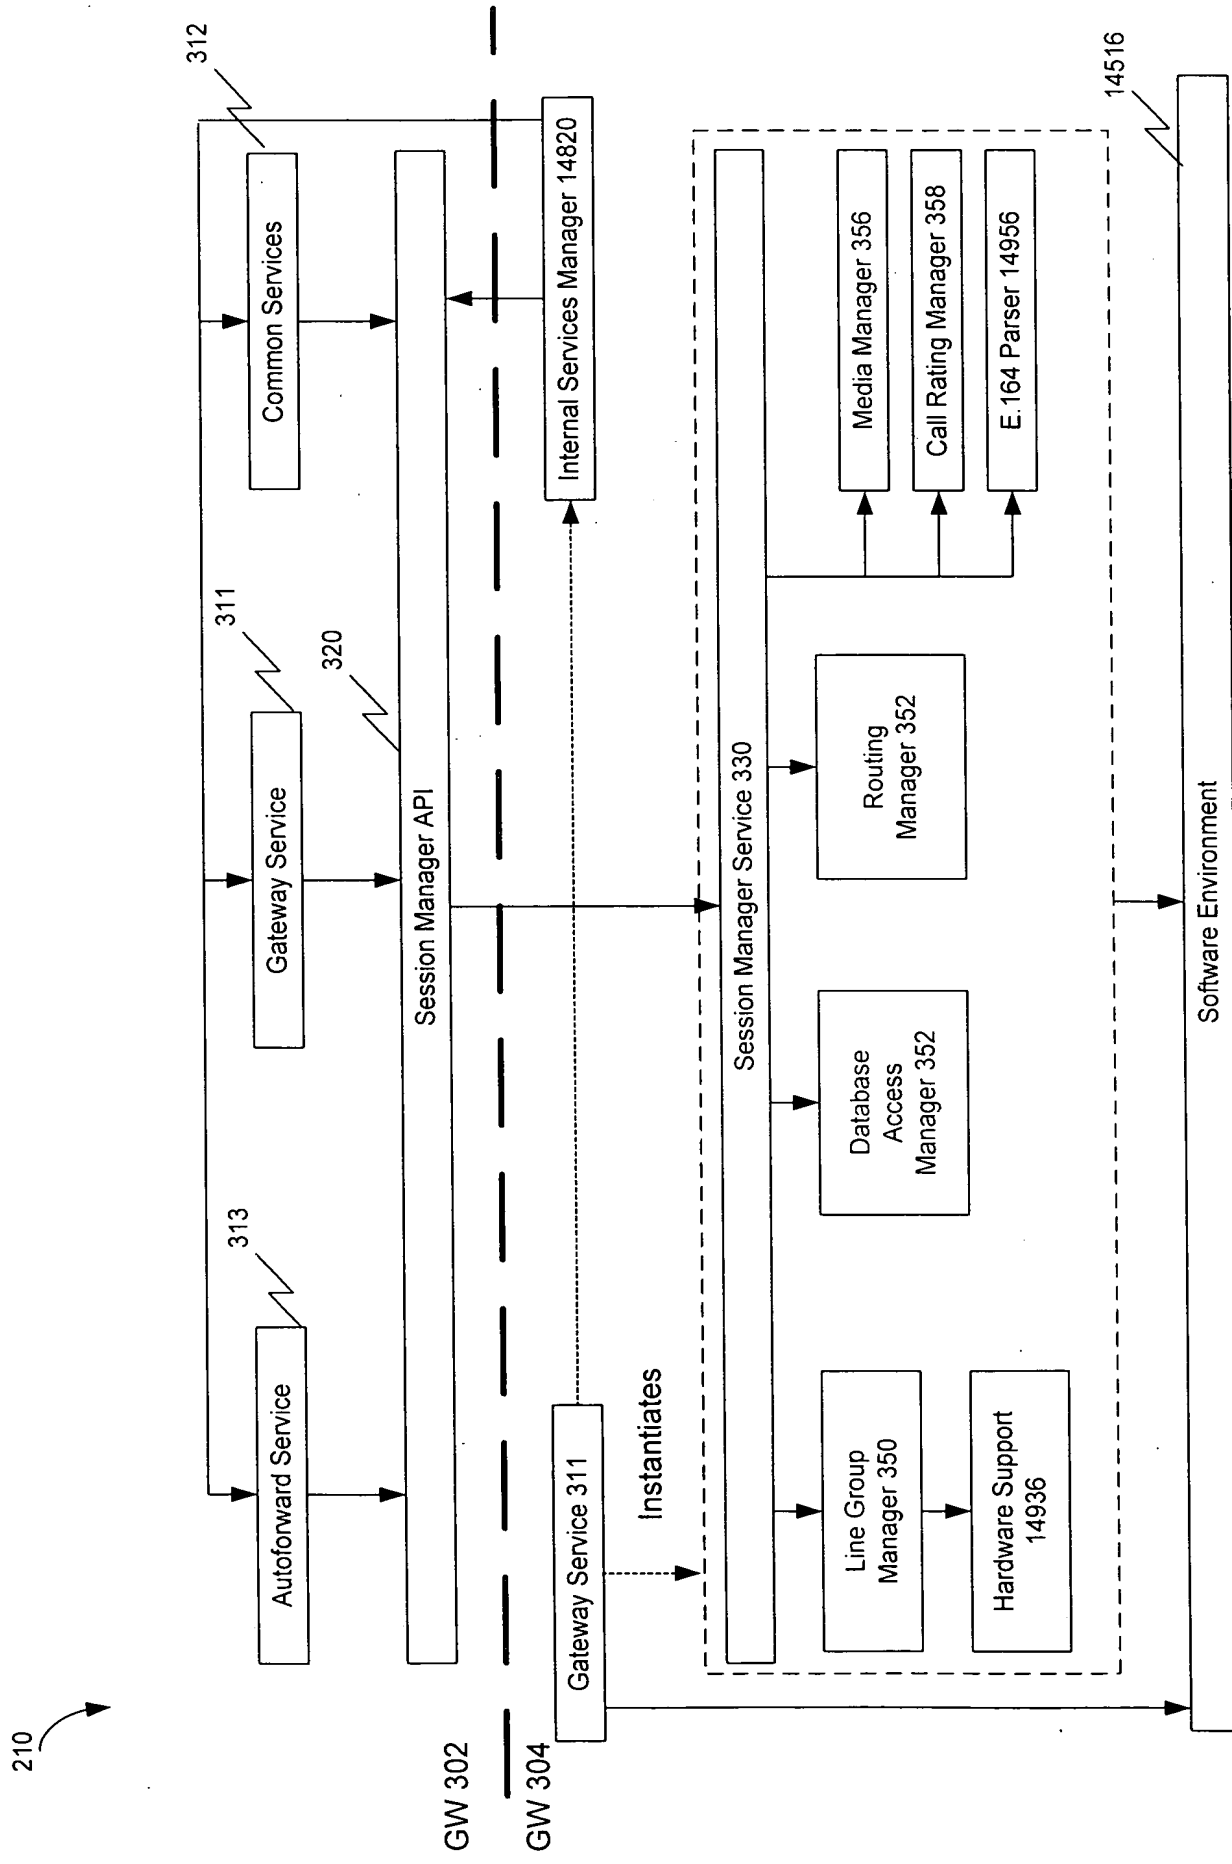 210
312
311
313
320
Autoforward Service
Gateway Service
Common Services
Session Manager API
GW 302
GW 304
Gateway Service 311
Internal Services Manager 14820
Instantiates
Session Manager Service 330
Line Group
Manager 350
Hardware Support
14936
Database
Access
Manager 352
Routing
Manager 352
Media Manager 356
Call Rating Manager 358
E.164 Parser 14956
14516
Software Environment